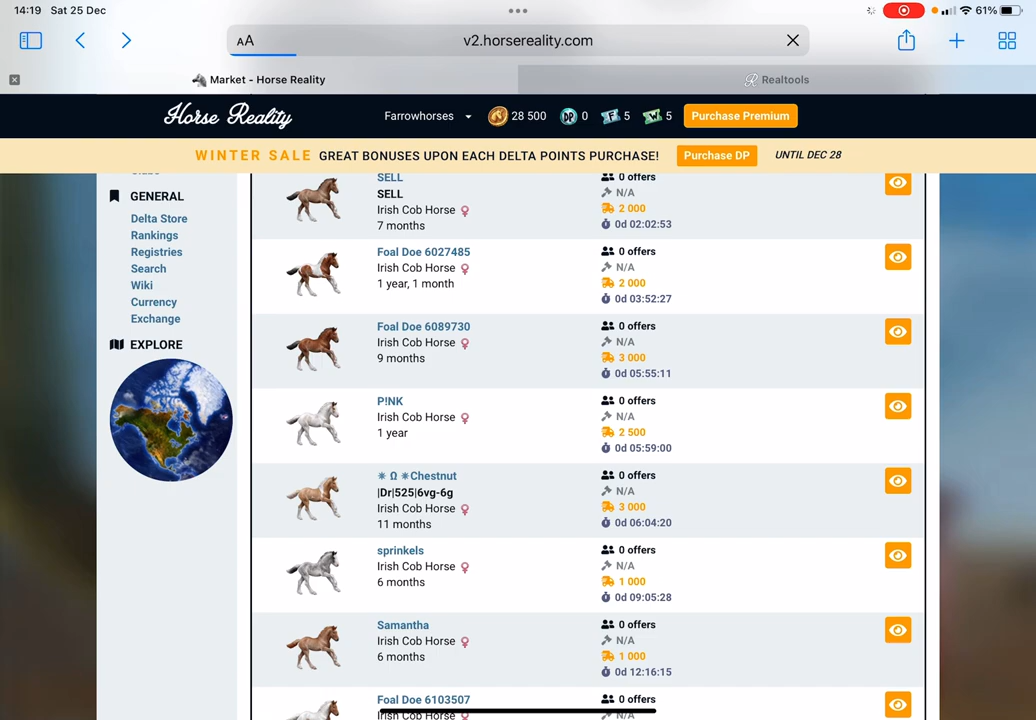 14:19 Sat 25 Dec
61%
AA
v2.horsereality.com
Market - Horse Reality
Realtools
Horse Reality
Farrowhorses
28 500
DP 0
F 5
W 5
Purchase Premium
WINTER SALE GREAT BONUSES UPON EACH DELTA POINTS PURCHASE!
Purchase DP
UNTIL DEC 28
GENERAL
Delta Store
Rankings
Registries
Search
Wiki
Currency
Exchange
EXPLORE
SELL
SELL
Irish Cob Horse ♀
7 months
0 offers
N/A
2 000
0d 02:02:53
Foal Doe 6027485
Irish Cob Horse ♀
1 year, 1 month
0 offers
N/A
2 000
0d 03:52:27
Foal Doe 6089730
Irish Cob Horse ♀
9 months
0 offers
N/A
3 000
0d 05:55:11
P!NK
Irish Cob Horse ♀
1 year
0 offers
N/A
2 500
0d 05:59:00
✴ Ω ✴Chestnut
|Dr|525|6vg-6g
Irish Cob Horse ♀
11 months
0 offers
N/A
3 000
0d 06:04:20
sprinkels
Irish Cob Horse ♀
6 months
0 offers
N/A
1 000
0d 09:05:28
Samantha
Irish Cob Horse ♀
6 months
0 offers
N/A
1 000
0d 12:16:15
Foal Doe 6103507
Irish Cob Horse ♀
0 offers
N/A